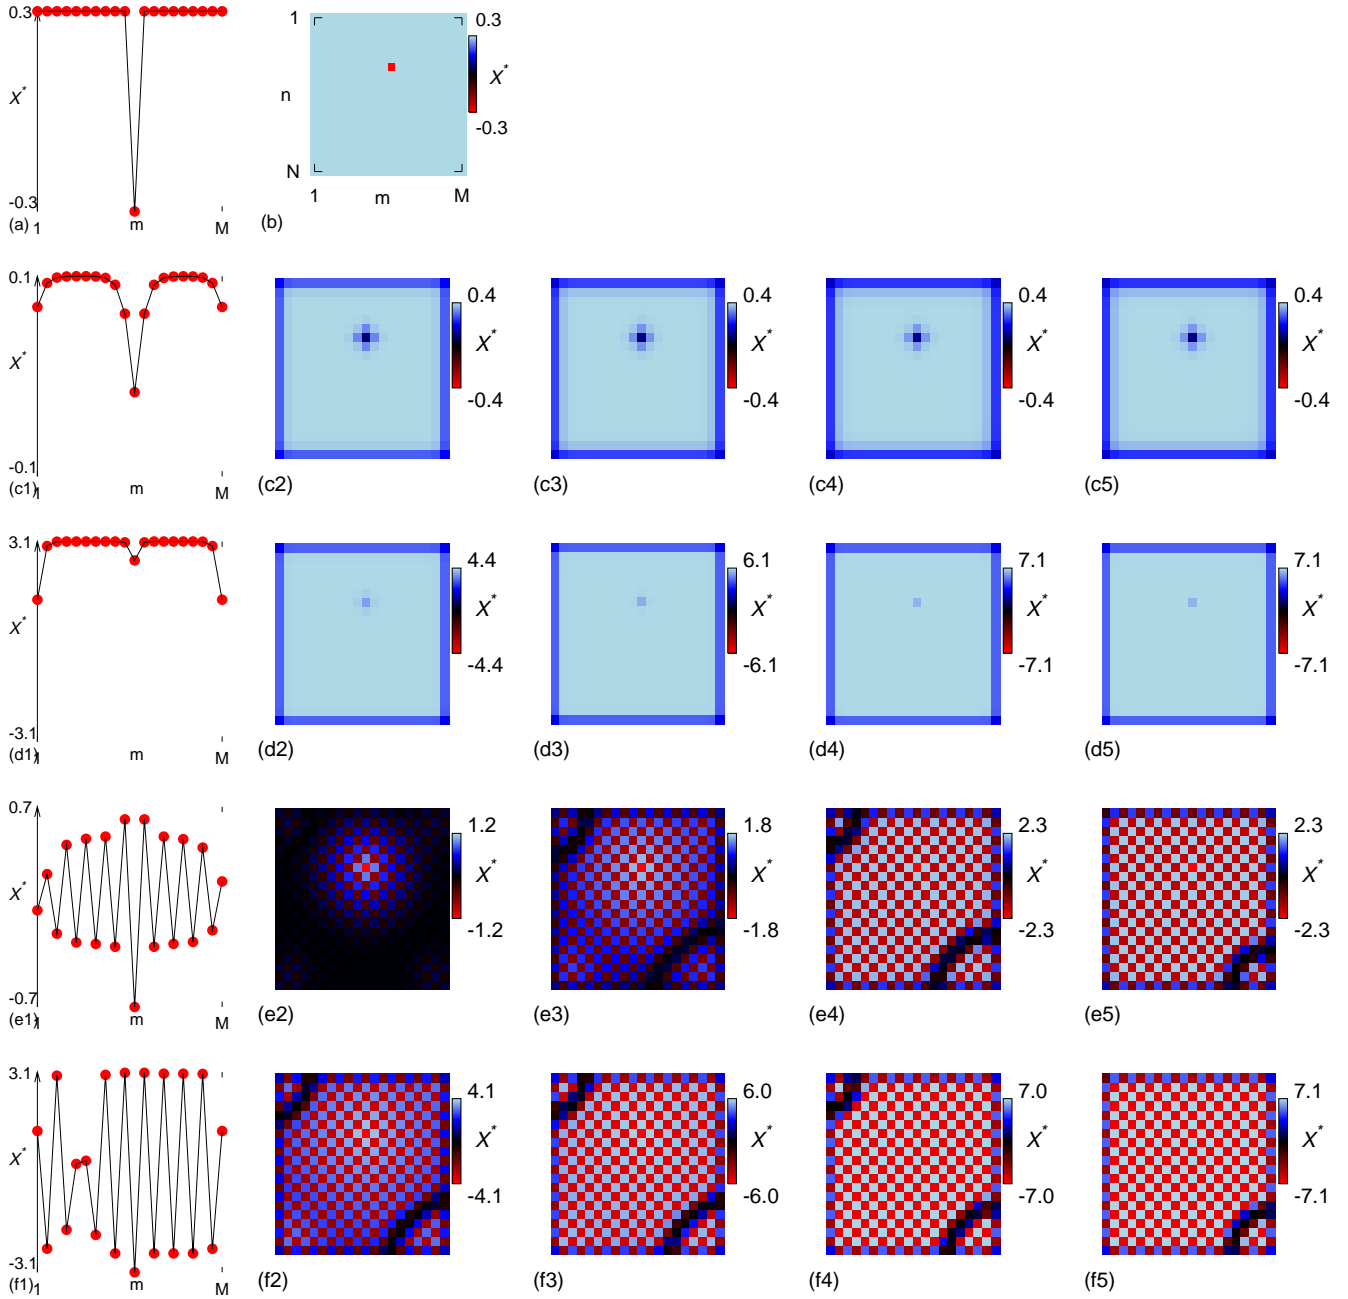 0.3
X*
-0.3
(a) 1 m M
1
n
N
1 m M
0.3
X*
-0.3
(b)
0.1
X*
-0.1
(c1) 1 m M
0.4
X*
-0.4
(c2)
0.4
X*
-0.4
(c3)
0.4
X*
-0.4
(c4)
0.4
X*
-0.4
(c5)
3.1
X*
-3.1
(d1) 1 m M
4.4
X*
-4.4
(d2)
6.1
X*
-6.1
(d3)
7.1
X*
-7.1
(d4)
7.1
X*
-7.1
(d5)
0.7
X*
-0.7
(e1) 1 m M
1.2
X*
-1.2
(e2)
1.8
X*
-1.8
(e3)
2.3
X*
-2.3
(e4)
2.3
X*
-2.3
(e5)
3.1
X*
-3.1
(f1) 1 m M
4.1
X*
-4.1
(f2)
6.0
X*
-6.0
(f3)
7.0
X*
-7.0
(f4)
7.1
X*
-7.1
(f5)